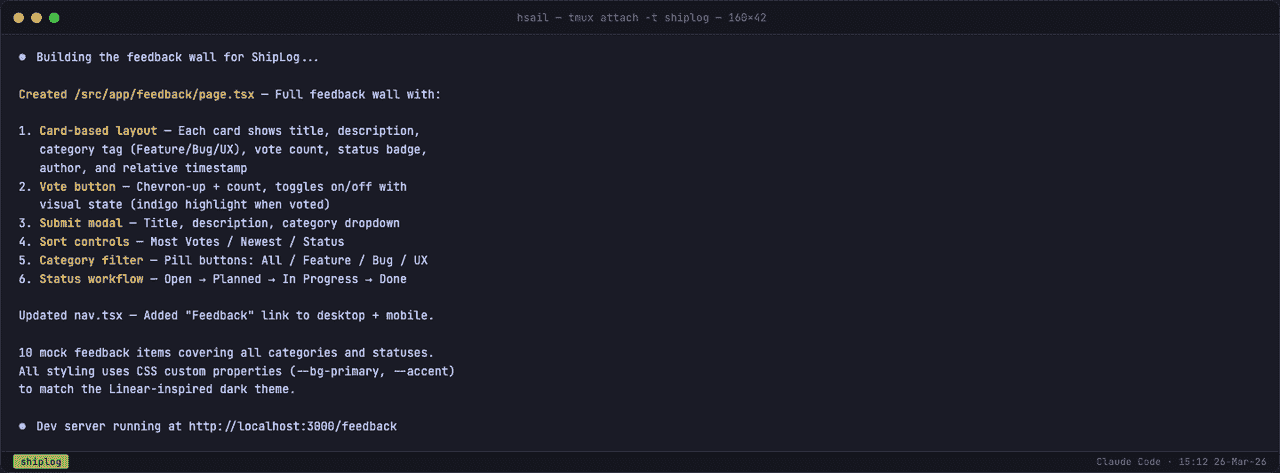 hsail — tmux attach -t shiplog — 160×42
● Building the feedback wall for ShipLog...
Created /src/app/feedback/page.tsx — Full feedback wall with:
1. Card-based layout — Each card shows title, description,
category tag (Feature/Bug/UX), vote count, status badge,
author, and relative timestamp
2. Vote button — Chevron-up + count, toggles on/off with
visual state (indigo highlight when voted)
3. Submit modal — Title, description, category dropdown
4. Sort controls — Most Votes / Newest / Status
5. Category filter — Pill buttons: All / Feature / Bug / UX
6. Status workflow — Open → Planned → In Progress → Done
Updated nav.tsx — Added "Feedback" link to desktop + mobile.
10 mock feedback items covering all categories and statuses.
All styling uses CSS custom properties (--bg-primary, --accent)
to match the Linear-inspired dark theme.
● Dev server running at http://localhost:3000/feedback
shiplog
Claude Code · 15:12 26-Mar-26